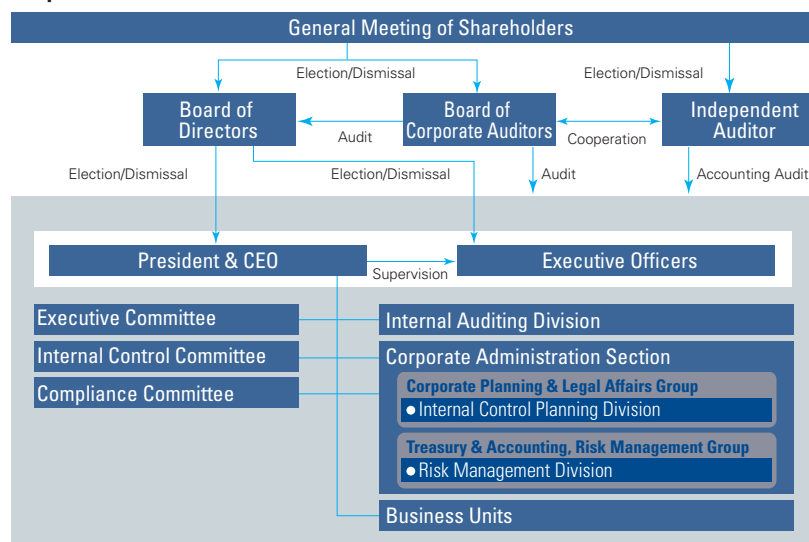 General Meeting of Shareholders
Election/Dismissal
Election/Dismissal
Board of
Directors
Audit
Board of
Corporate Auditors
Cooperation
Independent
Auditor
Election/Dismissal
Election/Dismissal
Audit
Accounting Audit
President & CEO
Supervision
Executive Officers
Executive Committee
Internal Auditing Division
Internal Control Committee
Corporate Administration Section
Compliance Committee
Corporate Planning & Legal Affairs Group
● Internal Control Planning Division
Treasury & Accounting, Risk Management Group
● Risk Management Division
Business Units